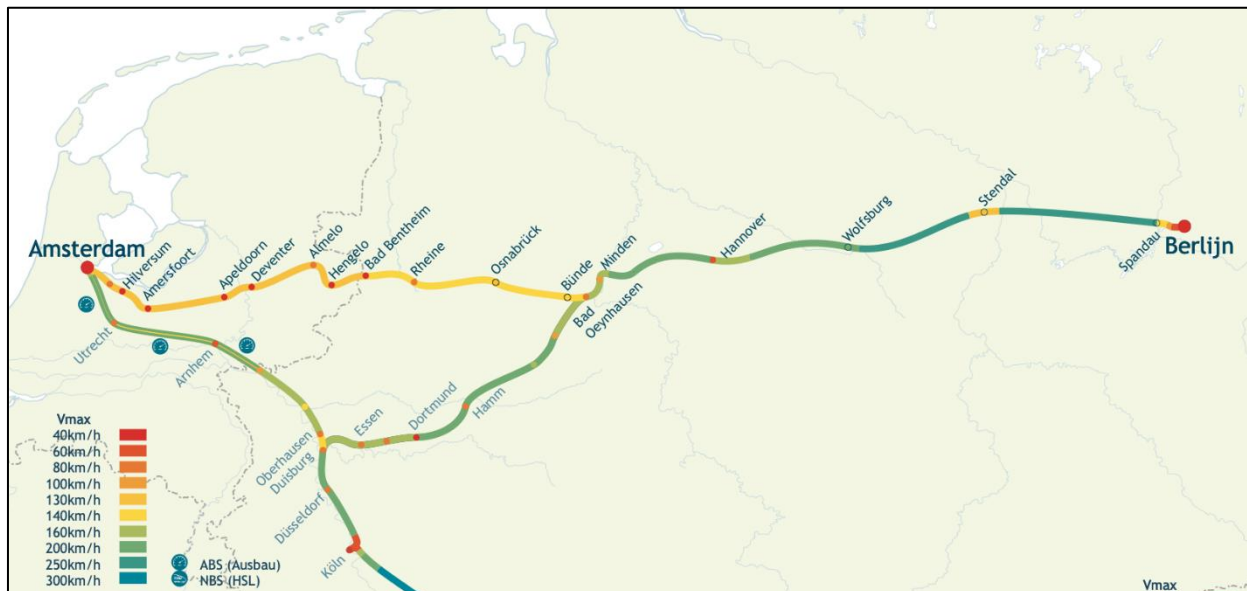 Amsterdam
Hilversum
Amersfoort
Apeldoorn
Deventer
Almelo
Hengelo
Bad Bentheim
Rheine
Osnabrück
Bünde
Bad
Oeynhausen
Minden
Hannover
Wolfsburg
Stendal
Spandau
Berlijn
Utrecht
Arnhem
Oberhausen
Duisburg
Essen
Dortmund
Hamm
Düsseldorf
Köln
Vmax
40km/h
60km/h
80km/h
100km/h
130km/h
140km/h
160km/h
200km/h
250km/h
300km/h
ABS (Ausbau)
NBS (HSL)
Vmax